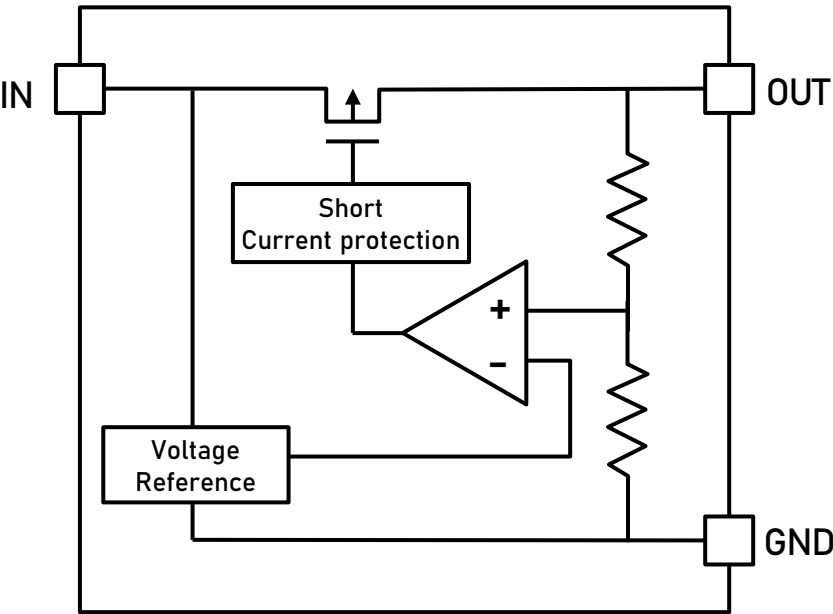 IN
OUT
Short
Current protection
+
-
Voltage
Reference
GND